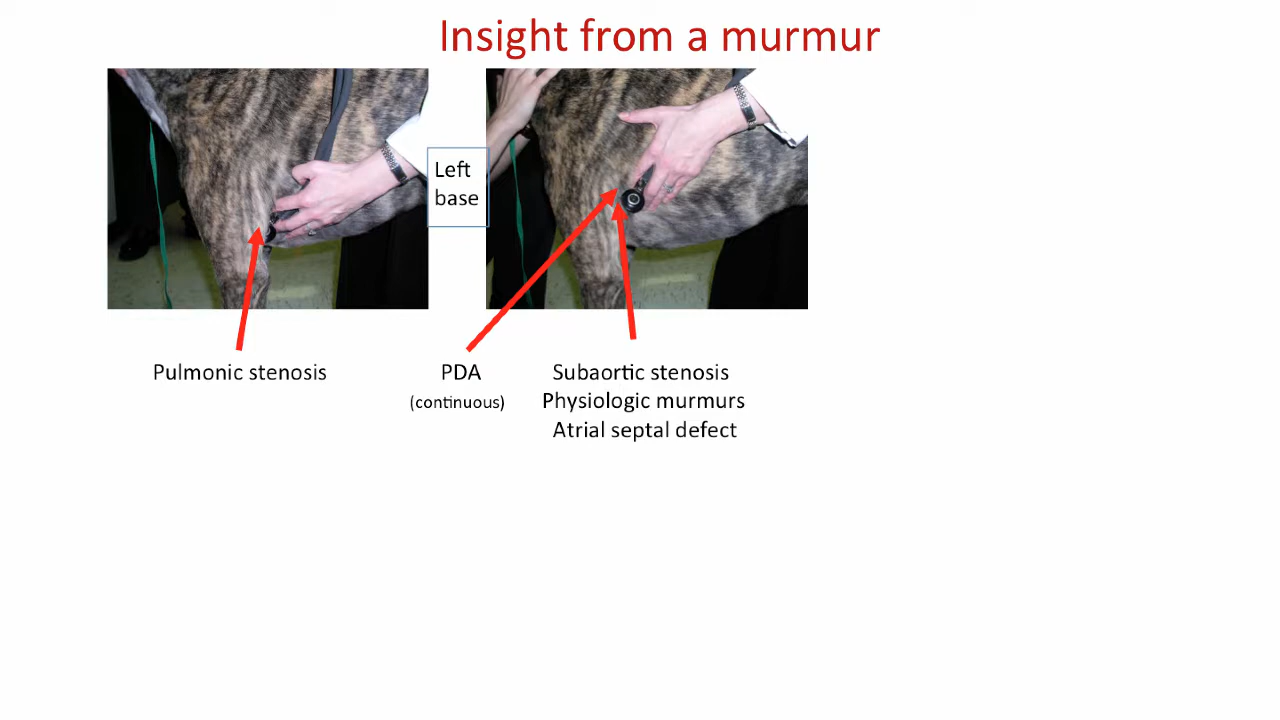 Insight from a murmur
Left
base
Pulmonic stenosis
PDA
(continuous)
Subaortic stenosis
Physiologic murmurs
Atrial septal defect